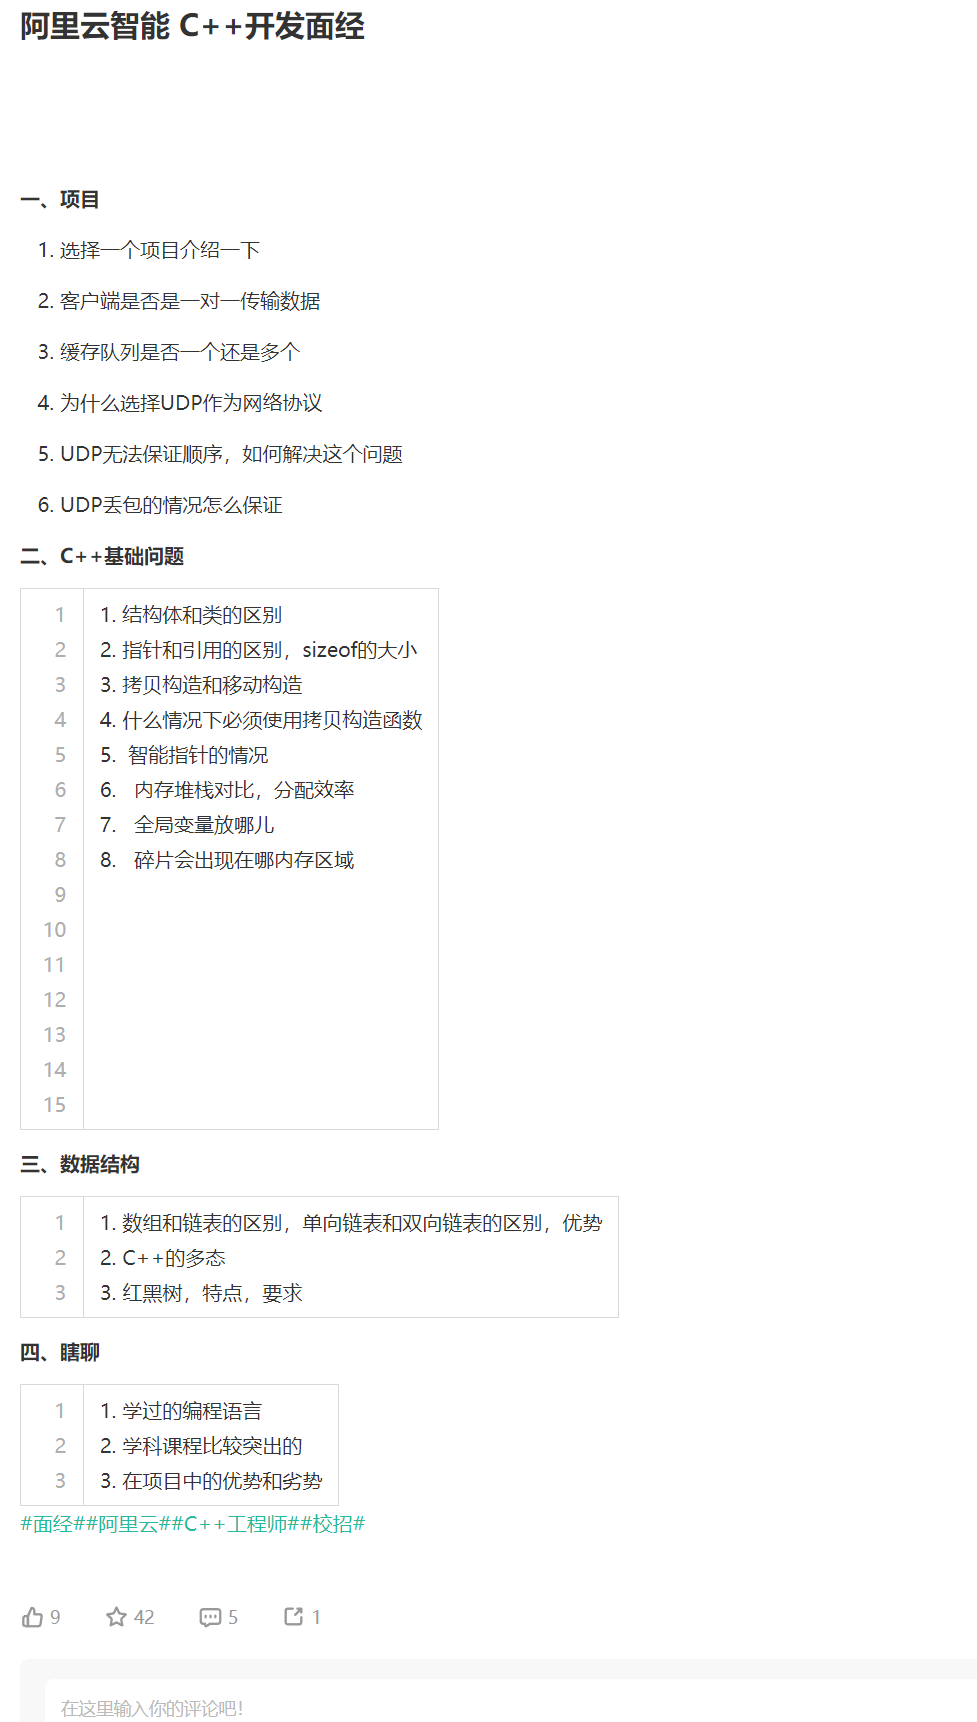 阿里云智能 C++开发面经
一、项目
1. 选择一个项目介绍一下
2. 客户端是否是一对一传输数据
3. 缓存队列是否一个还是多个
4. 为什么选择UDP作为网络协议
5. UDP无法保证顺序，如何解决这个问题
6. UDP丢包的情况怎么保证
二、C++基础问题
1 1. 结构体和类的区别
2 2. 指针和引用的区别，sizeof的大小
3 3. 拷贝构造和移动构造
4 4. 什么情况下必须使用拷贝构造函数
5 5. 智能指针的情况
6 6. 内存堆栈对比，分配效率
7 7. 全局变量放哪儿
8 8. 碎片会出现在哪内存区域
9
10
11
12
13
14
15
三、数据结构
1 1. 数组和链表的区别，单向链表和双向链表的区别，优势
2 2. C++的多态
3 3. 红黑树，特点，要求
四、瞎聊
1 1. 学过的编程语言
2 2. 学科课程比较突出的
3 3. 在项目中的优势和劣势
#面经##阿里云##C++工程师##校招#
9 42 5 1
在这里输入你的评论吧！